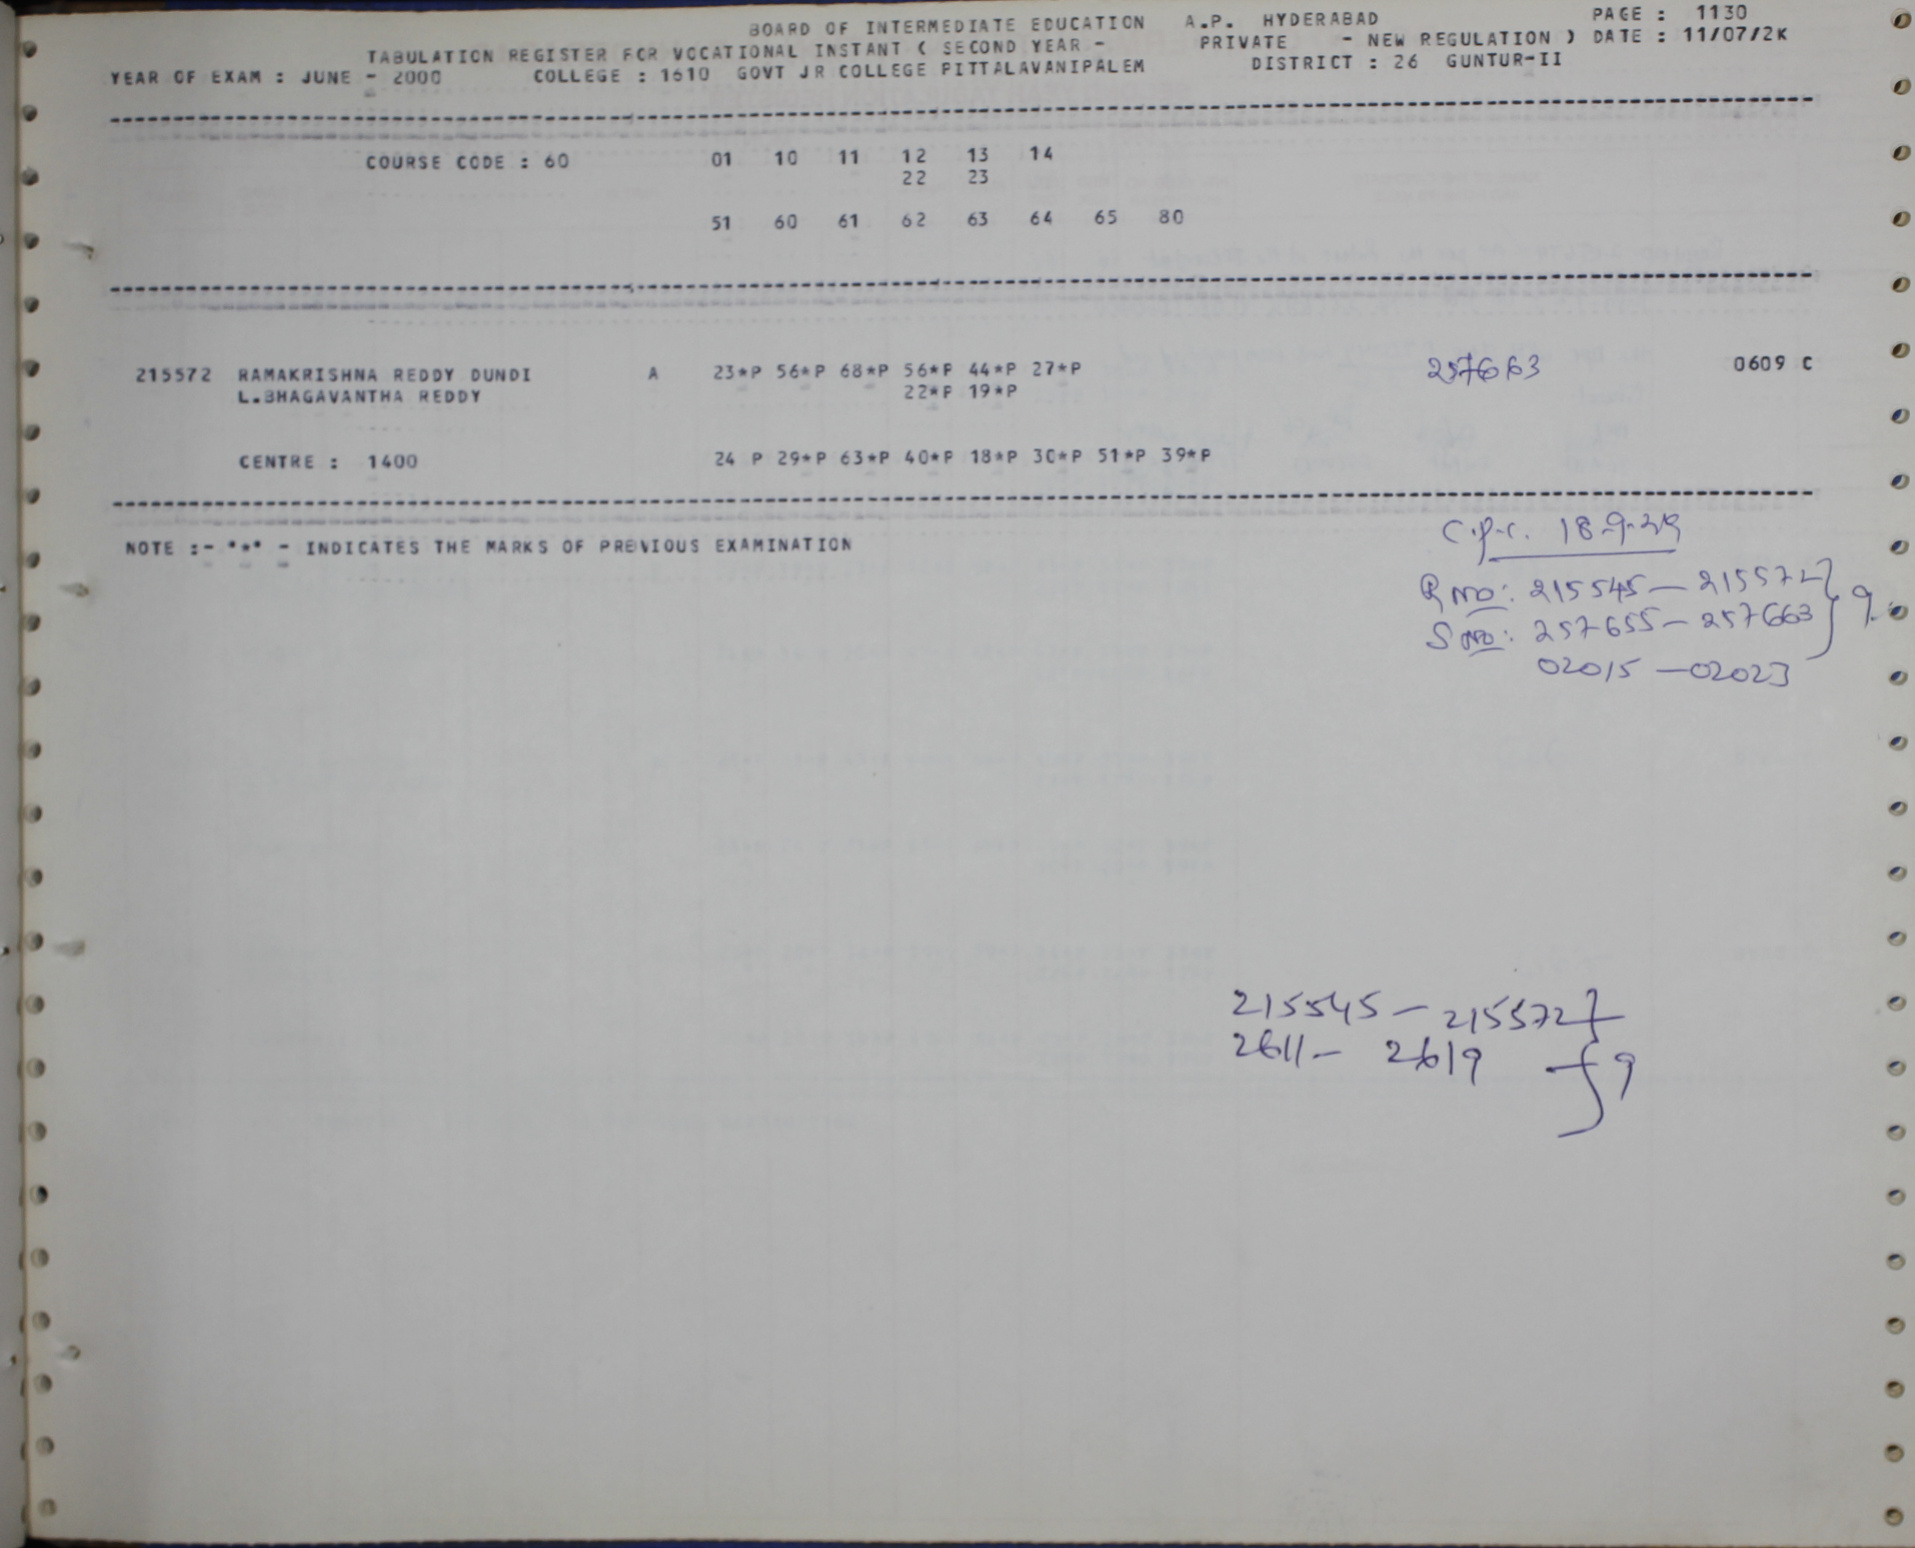 BOARD OF INTERMEDIATE EDUCATION A.P. HYDERABAD PAGE : 1130
TABULATION REGISTER FOR VOCATIONAL INSTANT ( SECOND YEAR - PRIVATE - NEW REGULATION ) DATE : 11/07/2K
YEAR OF EXAM : JUNE - 2000 COLLEGE : 1610 GOVT JR COLLEGE PITTALAVANIPALEM DISTRICT : 26 GUNTUR-II
COURSE CODE : 60 01 10 11 12 13 14
22 23
51 60 61 62 63 64 65 80
215572 RAMAKRISHNA REDDY DUNDI A 23*P 56*P 68*P 56*P 44*P 27*P 257663 0609 C
L.BHAGAVANTHA REDDY 22*P 19*P
CENTRE : 1400 24 P 29*P 63*P 40*P 18*P 30*P 51*P 39*P
NOTE :- "*" - INDICATES THE MARKS OF PREVIOUS EXAMINATION
C.P.C. 18-9-2K
R no: 215545 - 215572
S no: 257655 - 257663 } 9
02015 - 02023
215545 - 215572
2611 - 2619 } 9